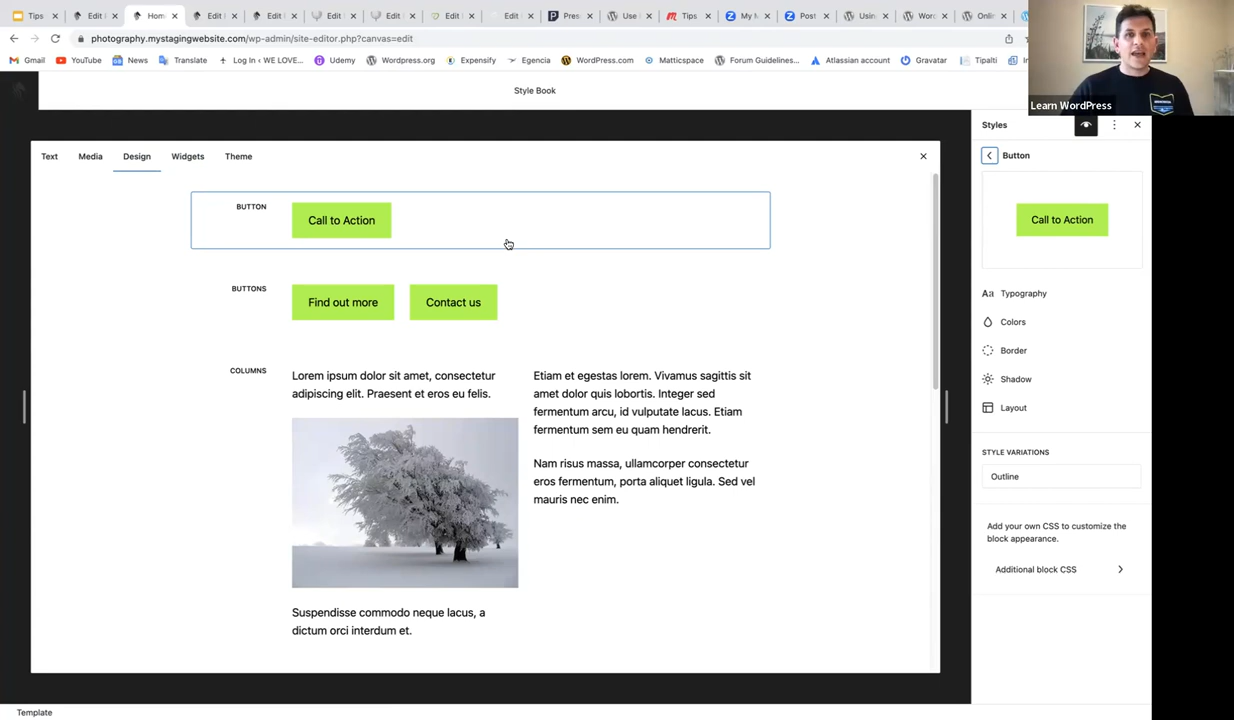 Tips
Edit
Hom
Edit
Edit
Edit
Edit
Edit
Edit
Pres
Use
Tips
My M
Post
Using
Word
Onlin
photography.mystagingwebsite.com/wp-admin/site-editor.php?canvas=edit
Gmail
YouTube
News
Translate
Log In ‹ WE LOVE...
Udemy
Wordpress.org
Expensify
Egencia
WordPress.com
Matticspace
Forum Guidelines...
Atlassian account
Gravatar
Tipalti
Learn WordPress
Style Book
Text
Media
Design
Widgets
Theme
BUTTON
Call to Action
BUTTONS
Find out more
Contact us
COLUMNS
Lorem ipsum dolor sit amet, consectetur
adipiscing elit. Praesent et eros eu felis.
Suspendisse commodo neque lacus, a
dictum orci interdum et.
Etiam et egestas lorem. Vivamus sagittis sit
amet dolor quis lobortis. Integer sed
fermentum arcu, id vulputate lacus. Etiam
fermentum sem eu quam hendrerit.
Nam risus massa, ullamcorper consectetur
eros fermentum, porta aliquet ligula. Sed vel
mauris nec enim.
Styles
Button
Call to Action
Aa Typography
Colors
Border
Shadow
Layout
STYLE VARIATIONS
Outline
Add your own CSS to customize the
block appearance.
Additional block CSS
Template